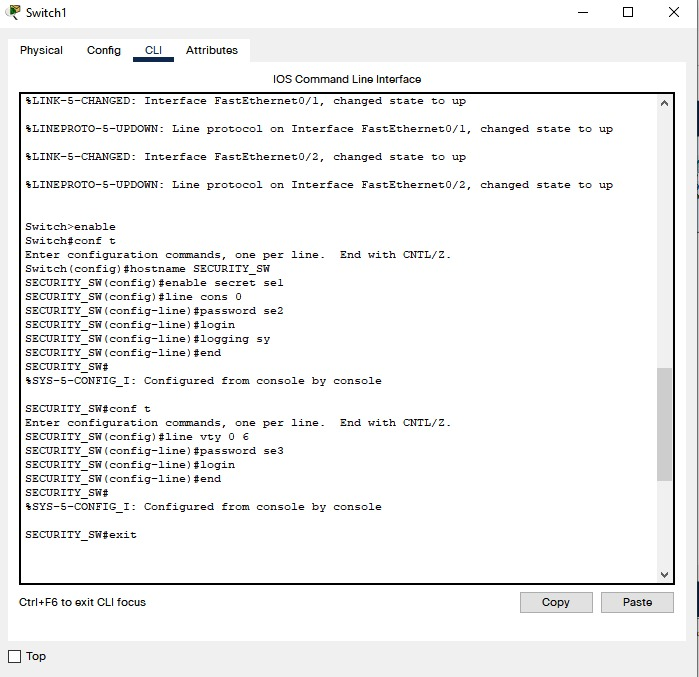 Switch1
Physical Config CLI Attributes
IOS Command Line Interface
%LINK-5-CHANGED: Interface FastEthernet0/1, changed state to up
%LINEPROTO-5-UPDOWN: Line protocol on Interface FastEthernet0/1, changed state to up
%LINK-5-CHANGED: Interface FastEthernet0/2, changed state to up
%LINEPROTO-5-UPDOWN: Line protocol on Interface FastEthernet0/2, changed state to up
Switch>enable
Switch#conf t
Enter configuration commands, one per line.  End with CNTL/Z.
Switch(config)#hostname SECURITY_SW
SECURITY_SW(config)#enable secret se1
SECURITY_SW(config)#line cons 0
SECURITY_SW(config-line)#password se2
SECURITY_SW(config-line)#login
SECURITY_SW(config-line)#logging sy
SECURITY_SW(config-line)#end
SECURITY_SW#
%SYS-5-CONFIG_I: Configured from console by console
SECURITY_SW#conf t
Enter configuration commands, one per line.  End with CNTL/Z.
SECURITY_SW(config)#line vty 0 6
SECURITY_SW(config-line)#password se3
SECURITY_SW(config-line)#login
SECURITY_SW(config-line)#end
SECURITY_SW#
%SYS-5-CONFIG_I: Configured from console by console
SECURITY_SW#exit
Ctrl+F6 to exit CLI focus
Copy Paste
Top